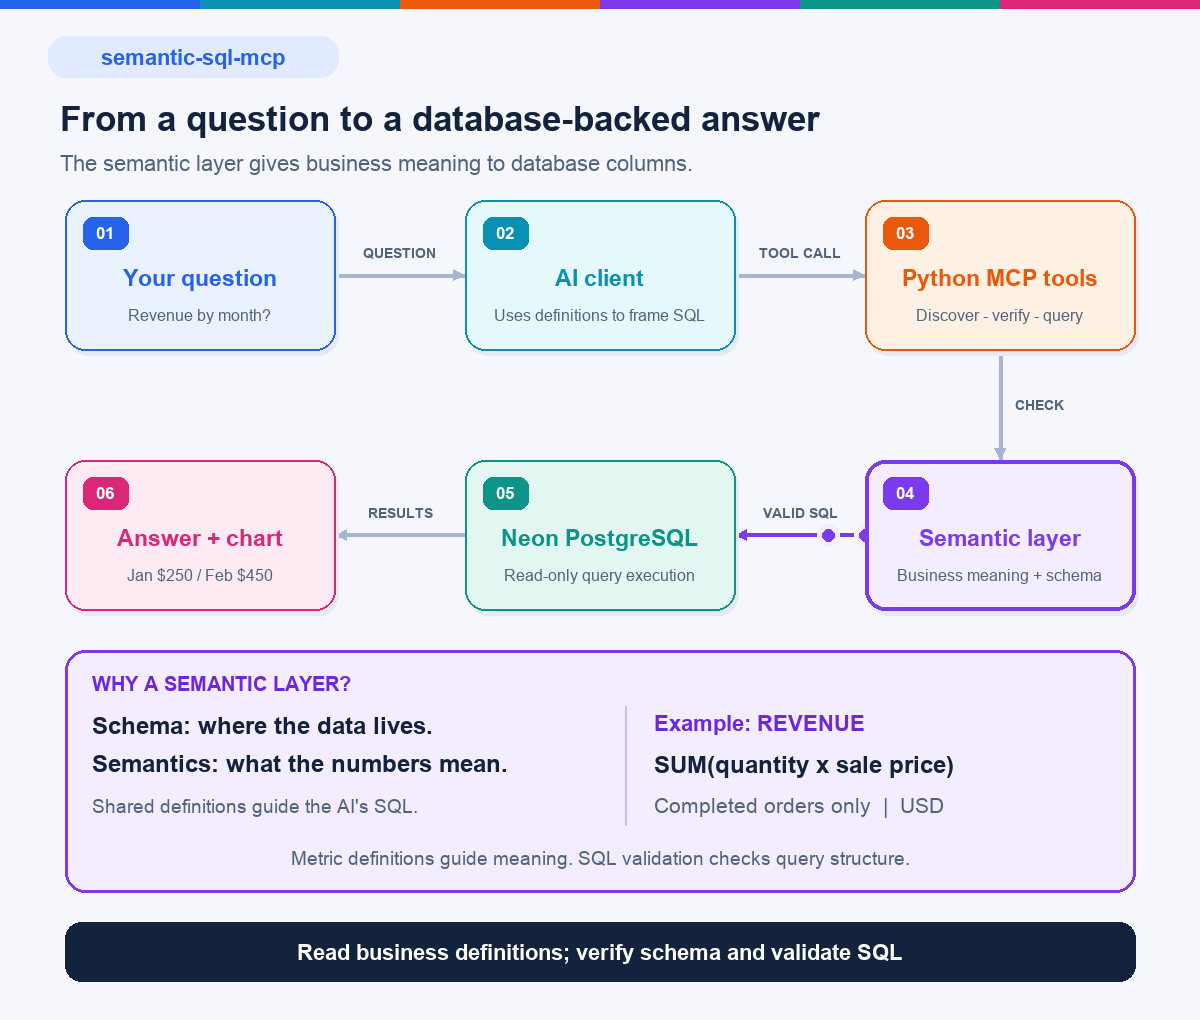 semantic-sql-mcp
From a question to a database-backed answer
The semantic layer gives business meaning to database columns.
01
Your question
Revenue by month?
QUESTION
02
AI client
Uses definitions to frame SQL
TOOL CALL
03
Python MCP tools
Discover - verify - query
CHECK
04
Semantic layer
Business meaning + schema
VALID SQL
05
Neon PostgreSQL
Read-only query execution
RESULTS
06
Answer + chart
Jan $250 / Feb $450
WHY A SEMANTIC LAYER?
Schema: where the data lives.
Semantics: what the numbers mean.
Shared definitions guide the AI's SQL.
Example: REVENUE
SUM(quantity x sale price)
Completed orders only | USD
Metric definitions guide meaning. SQL validation checks query structure.
Read business definitions; verify schema and validate SQL